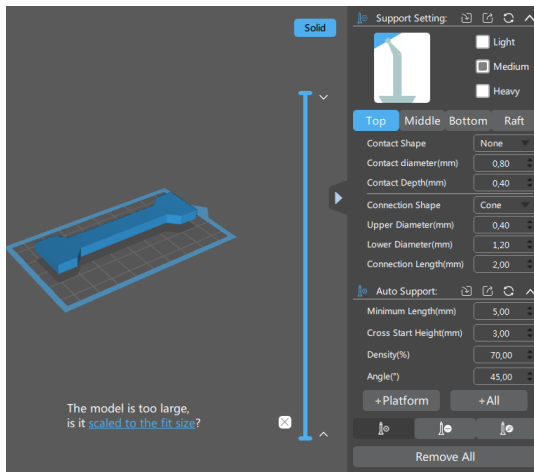 Solid
The model is too large,
is it scaled to the fit size?
Support Setting:
Light
Medium
Heavy
Top Middle Bottom Raft
Contact Shape None
Contact diameter(mm) 0,80
Contact Depth(mm) 0,40
Connection Shape Cone
Upper Diameter(mm) 0,40
Lower Diameter(mm) 1,20
Connection Length(mm) 2,00
Auto Support:
Minimum Length(mm) 5,00
Cross Start Height(mm) 3,00
Density(%) 70,00
Angle(°) 45,00
+Platform +All
Remove All